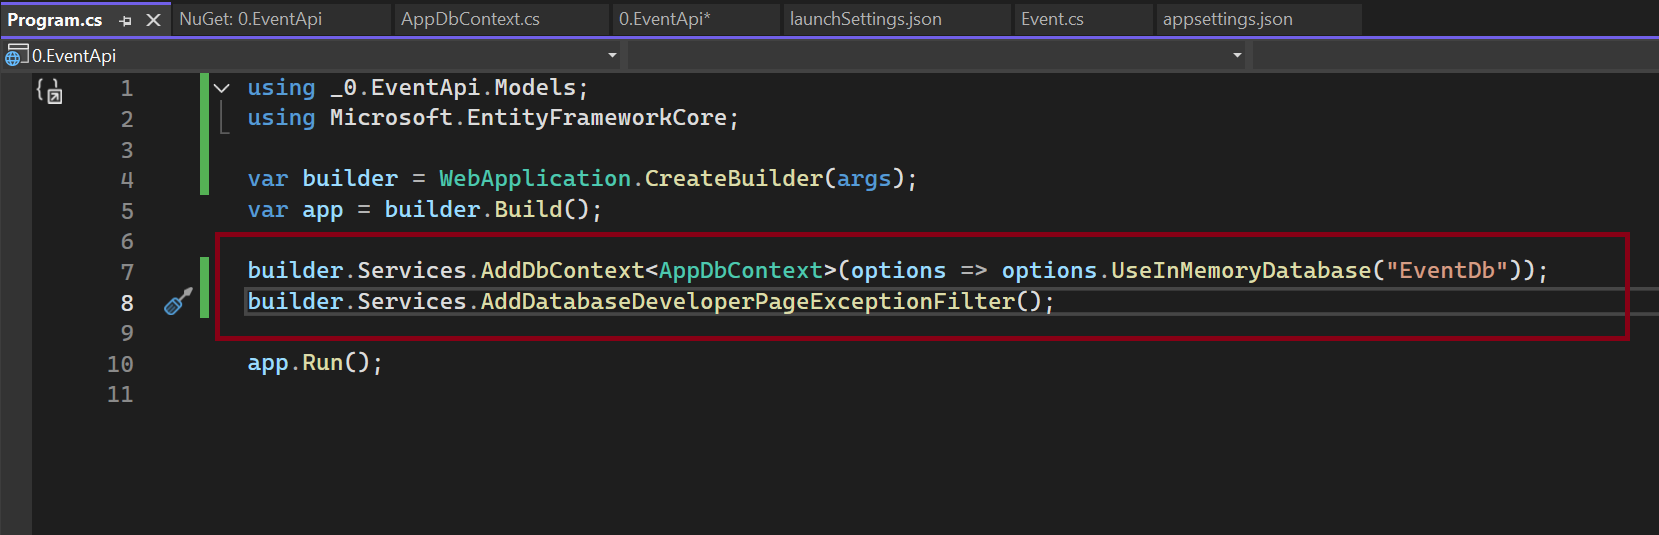 Program.cs NuGet: 0.EventApi AppDbContext.cs 0.EventApi* launchSettings.json Event.cs appsettings.json
0.EventApi
1 using _0.EventApi.Models;
2 using Microsoft.EntityFrameworkCore;
3
4 var builder = WebApplication.CreateBuilder(args);
5 var app = builder.Build();
6
7 builder.Services.AddDbContext<AppDbContext>(options => options.UseInMemoryDatabase("EventDb"));
8 builder.Services.AddDatabaseDeveloperPageExceptionFilter();
9
10 app.Run();
11